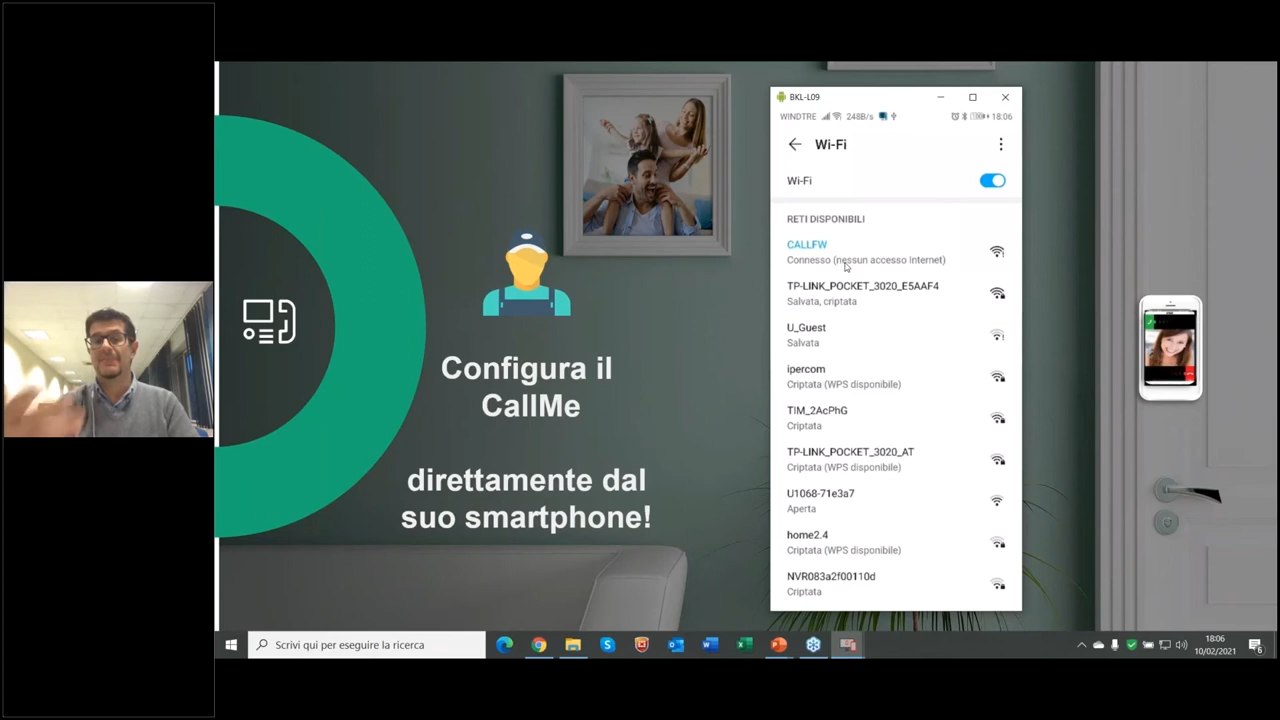 Configura il
CallMe
direttamente dal
suo smartphone!
BKL-L09
WINDTRE 248B/s 18:06
Wi-Fi
Wi-Fi
RETI DISPONIBILI
CALLFW
Connesso (nessun accesso Internet)
TP-LINK_POCKET_3020_E5AAF4
Salvata, criptata
U_Guest
Salvata
ipercom
Criptata (WPS disponibile)
TIM_2AcPhG
Criptata
TP-LINK_POCKET_3020_AT
Criptata (WPS disponibile)
U1068-71e3a7
Aperta
home2.4
Criptata (WPS disponibile)
NVR083a2f00110d
Criptata
Scrivi qui per eseguire la ricerca
18:06
10/02/2021
6